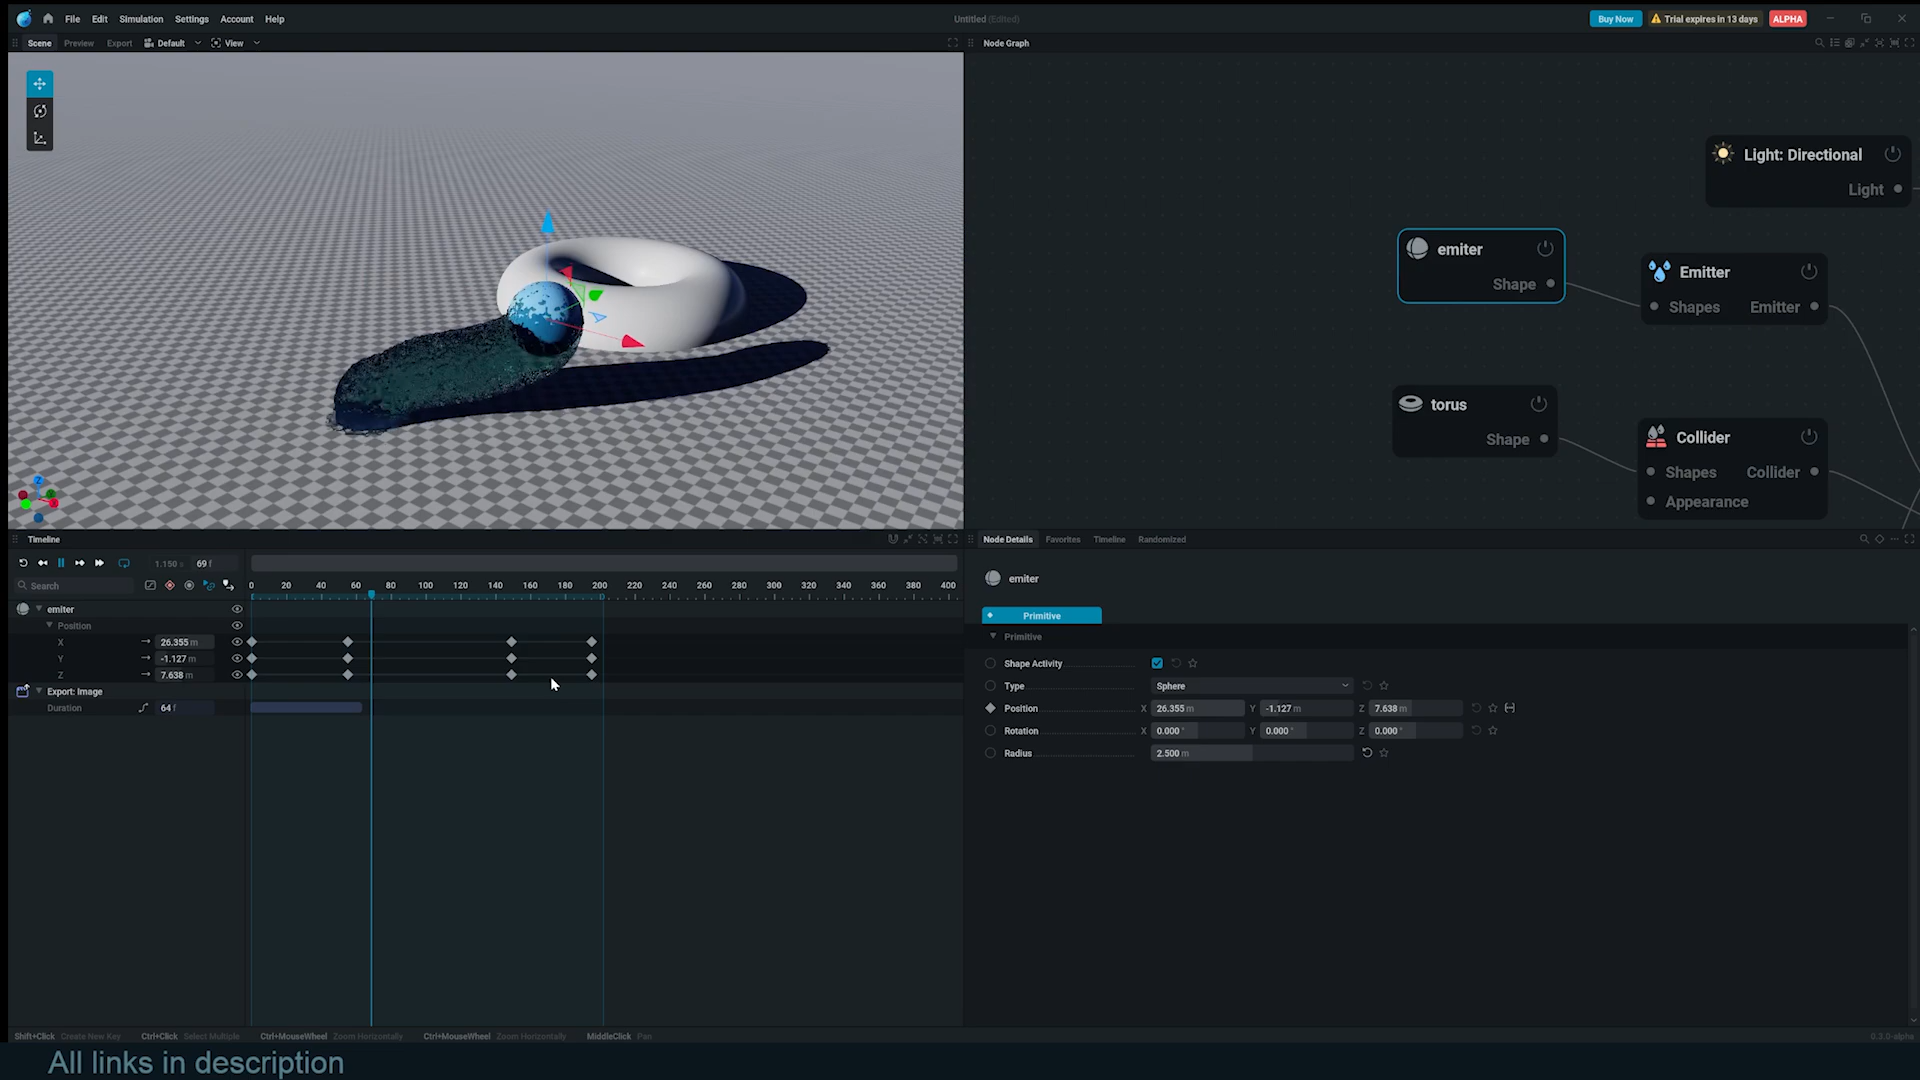 File Edit Simulation Settings Account Help
Untitled (Edited)
Buy Now Trial expires in 13 days ALPHA
Scene Preview Export Default View
Node Graph
Light: Directional
Light
emiter
Shape
Emitter
Shapes Emitter
torus
Shape
Collider
Shapes Collider
Appearance
Timeline
1.150 s 69 f
Search
0 20 40 60 80 100 120 140 160 180 200 220 240 260 280 300 320 340 360 380 400
emiter
Position
X 26.355 m
Y -1.127 m
Z 7.638 m
Export: Image
Duration 64 f
Node Details Favorites Timeline Randomized
emiter
Primitive
Primitive
Shape Activity
Type Sphere
Position X 26.355 m Y -1.127 m Z 7.638 m
Rotation X 0.000 ° Y 0.000 ° Z 0.000 °
Radius 2.500 m
Shift+Click Create New Key Ctrl+Click Select Multiple Ctrl+MouseWheel Zoom Horizontally Ctrl+MouseWheel Zoom Horizontally MiddleClick Pan
0.3.0-alpha
All links in description